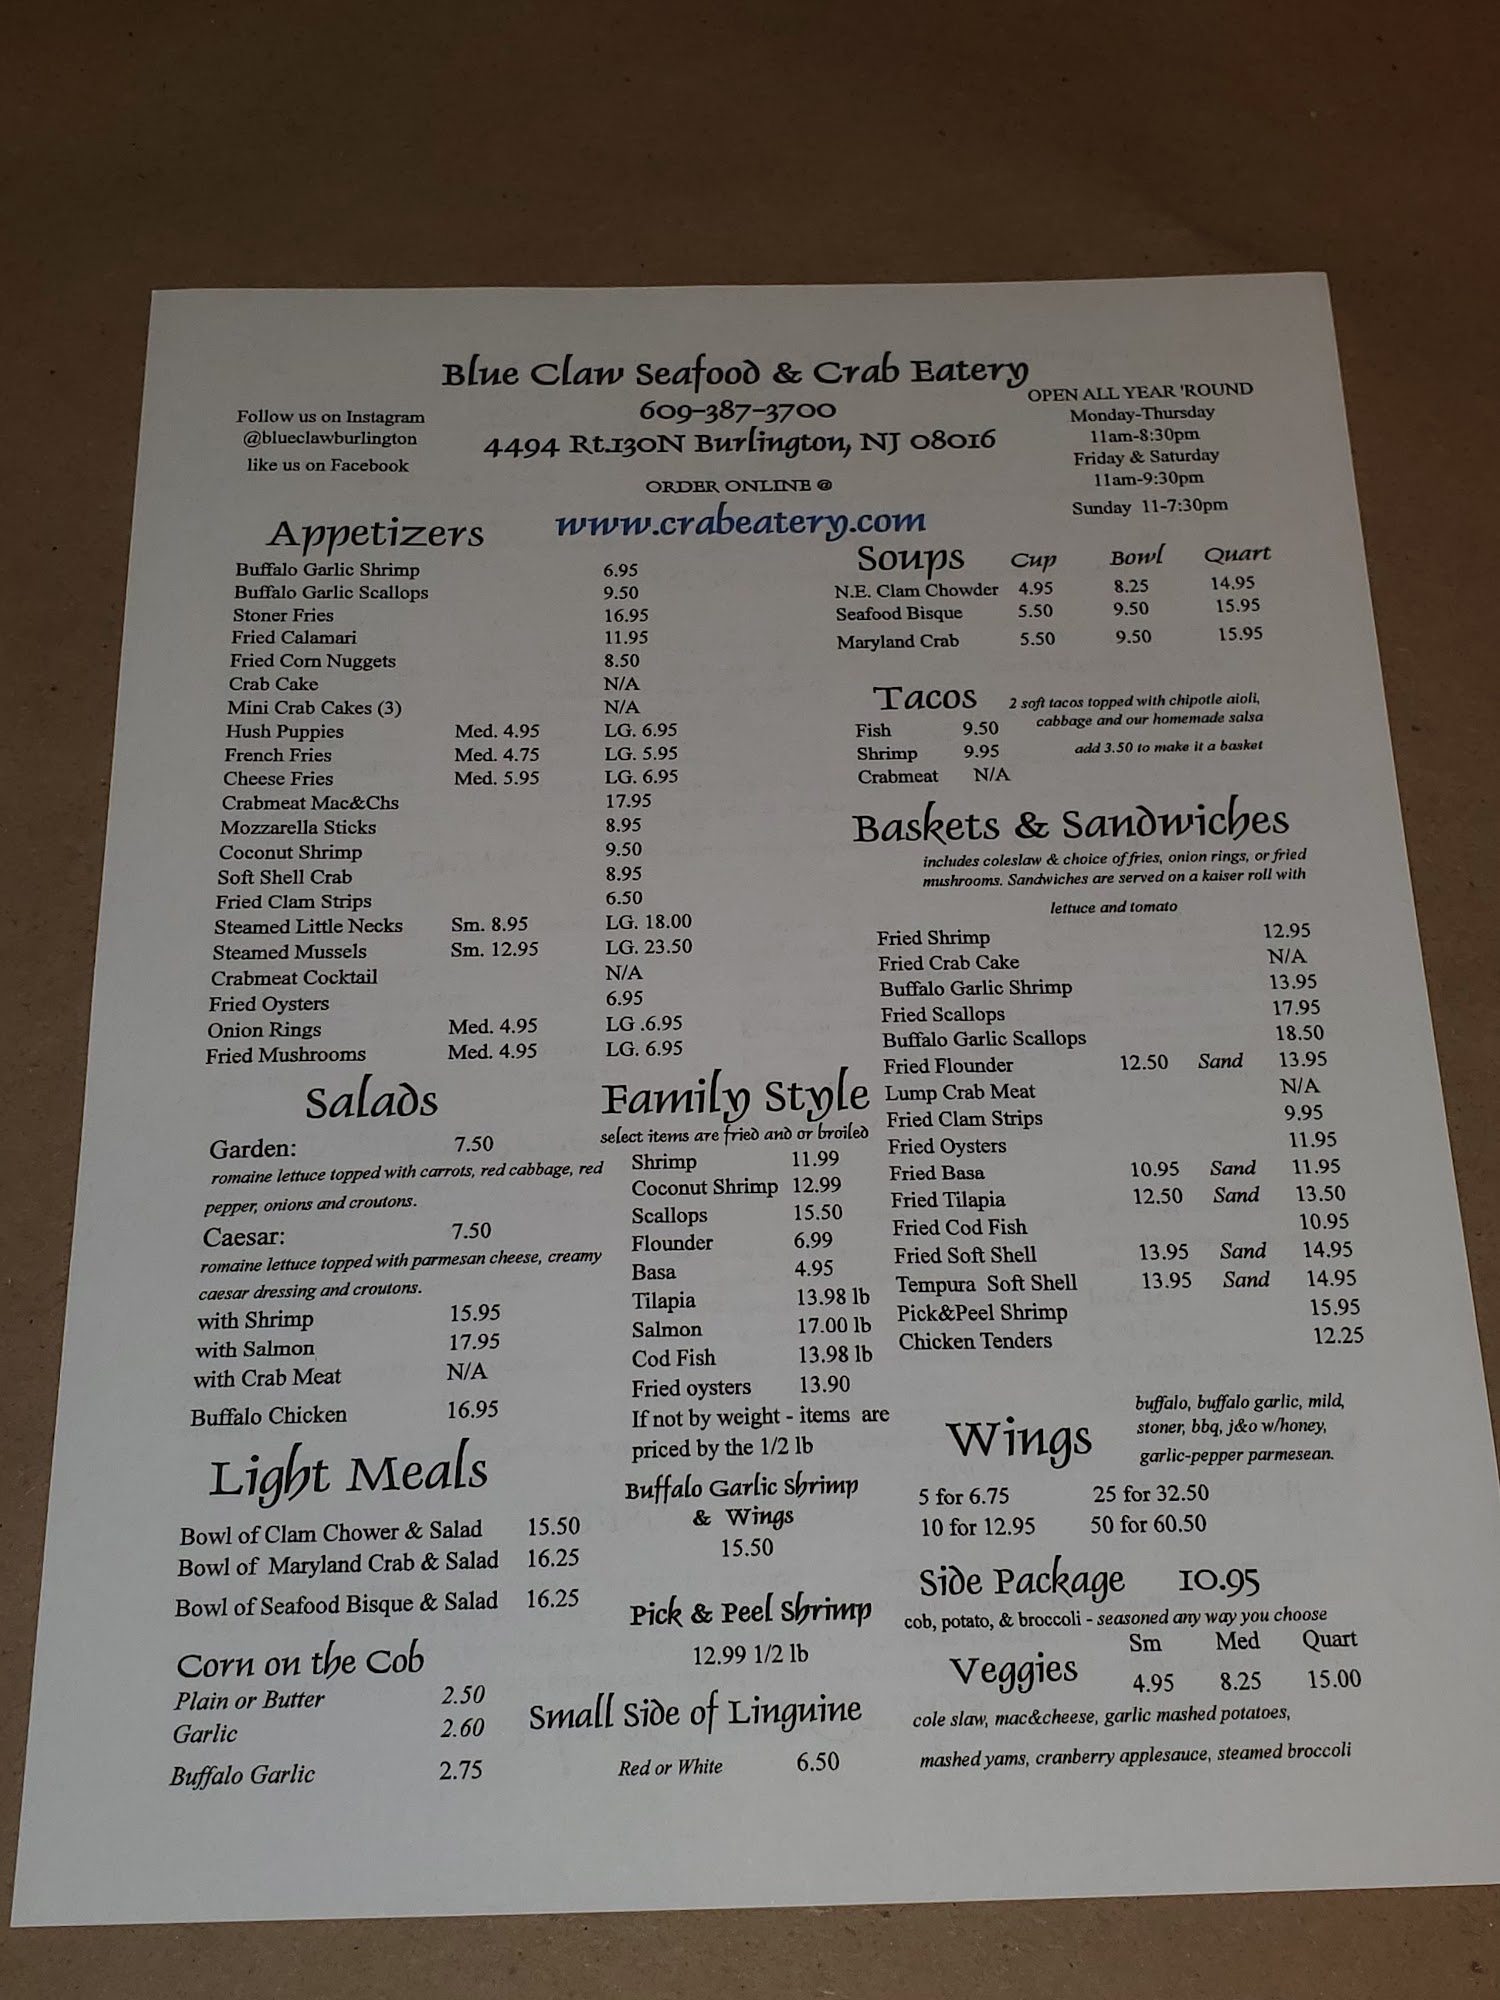 Blue Claw Seafood & Crab Eatery
609-387-3700
4494 Rt.130N Burlington, NJ 08016
ORDER ONLINE @
www.crabeatery.com
Follow us on Instagram
@blueclawburlington
like us on Facebook
OPEN ALL YEAR 'ROUND
Monday-Thursday
11am-8:30pm
Friday & Saturday
11am-9:30pm
Sunday 11-7:30pm
Appetizers
Buffalo Garlic Shrimp 6.95
Buffalo Garlic Scallops 9.50
Stoner Fries 16.95
Fried Calamari 11.95
Fried Corn Nuggets 8.50
Crab Cake N/A
Mini Crab Cakes (3) N/A
Hush Puppies Med. 4.95 LG. 6.95
French Fries Med. 4.75 LG. 5.95
Cheese Fries Med. 5.95 LG. 6.95
Crabmeat Mac&Chs 17.95
Mozzarella Sticks 8.95
Coconut Shrimp 9.50
Soft Shell Crab 8.95
Fried Clam Strips 6.50
Steamed Little Necks Sm. 8.95 LG. 18.00
Steamed Mussels Sm. 12.95 LG. 23.50
Crabmeat Cocktail N/A
Fried Oysters 6.95
Onion Rings Med. 4.95 LG .6.95
Fried Mushrooms Med. 4.95 LG. 6.95
Salads
Garden: 7.50
romaine lettuce topped with carrots, red cabbage, red
pepper, onions and croutons.
Caesar: 7.50
romaine lettuce topped with parmesan cheese, creamy
caesar dressing and croutons.
with Shrimp 15.95
with Salmon 17.95
with Crab Meat N/A
Buffalo Chicken 16.95
Light Meals
Bowl of Clam Chower & Salad 15.50
Bowl of Maryland Crab & Salad 16.25
Bowl of Seafood Bisque & Salad 16.25
Corn on the Cob
Plain or Butter 2.50
Garlic 2.60
Buffalo Garlic 2.75
Family Style
select items are fried and or broiled
Shrimp 11.99
Coconut Shrimp 12.99
Scallops 15.50
Flounder 6.99
Basa 4.95
Tilapia 13.98 lb
Salmon 17.00 lb
Cod Fish 13.98 lb
Fried oysters 13.90
If not by weight - items are
priced by the 1/2 lb
Buffalo Garlic Shrimp
& Wings
15.50
Pick & Peel Shrimp
12.99 1/2 lb
Small Side of Linguine
Red or White 6.50
Soups Cup Bowl Quart
N.E. Clam Chowder 4.95 8.25 14.95
Seafood Bisque 5.50 9.50 15.95
Maryland Crab 5.50 9.50 15.95
Tacos
2 soft tacos topped with chipotle aioli,
cabbage and our homemade salsa
add 3.50 to make it a basket
Fish 9.50
Shrimp 9.95
Crabmeat N/A
Baskets & Sandwiches
includes coleslaw & choice of fries, onion rings, or fried
mushrooms. Sandwiches are served on a kaiser roll with
lettuce and tomato
Fried Shrimp 12.95
Fried Crab Cake N/A
Buffalo Garlic Shrimp 13.95
Fried Scallops 17.95
Buffalo Garlic Scallops 18.50
Fried Flounder 12.50 Sand 13.95
Lump Crab Meat N/A
Fried Clam Strips 9.95
Fried Oysters 11.95
Fried Basa 10.95 Sand 11.95
Fried Tilapia 12.50 Sand 13.50
Fried Cod Fish 10.95
Fried Soft Shell 13.95 Sand 14.95
Tempura Soft Shell 13.95 Sand 14.95
Pick&Peel Shrimp 15.95
Chicken Tenders 12.25
Wings
buffalo, buffalo garlic, mild,
stoner, bbq, j&o w/honey,
garlic-pepper parmesean.
5 for 6.75 25 for 32.50
10 for 12.95 50 for 60.50
Side Package 10.95
cob, potato, & broccoli - seasoned any way you choose
Veggies Sm Med Quart
4.95 8.25 15.00
cole slaw, mac&cheese, garlic mashed potatoes,
mashed yams, cranberry applesauce, steamed broccoli